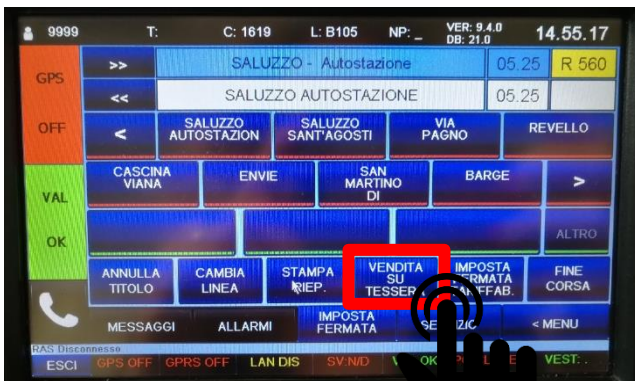 9999 T: C: 1619 L: B105 NP: _ VER: 9.4.0 DB: 21.0 14.55.17
GPS
OFF
>> SALUZZO - Autostazione 05.25 R 560
<< SALUZZO AUTOSTAZIONE 05.25
< SALUZZO AUTOSTAZION SALUZZO SANT'AGOSTI VIA PAGNO REVELLO
VAL
OK
CASCINA VIANA ENVIE SAN MARTINO DI BARGE >
ALTRO
ANNULLA TITOLO CAMBIA LINEA STAMPA RIEP. VENDITA SU TESSERA IMPOSTA FINE CORSA
MESSAGGI ALLARMI IMPOSTA FERMATA < MENU
RAS Disconnesso
ESCI GPS OFF GPRS OFF LAN DIS SV:N/D OK VEST: